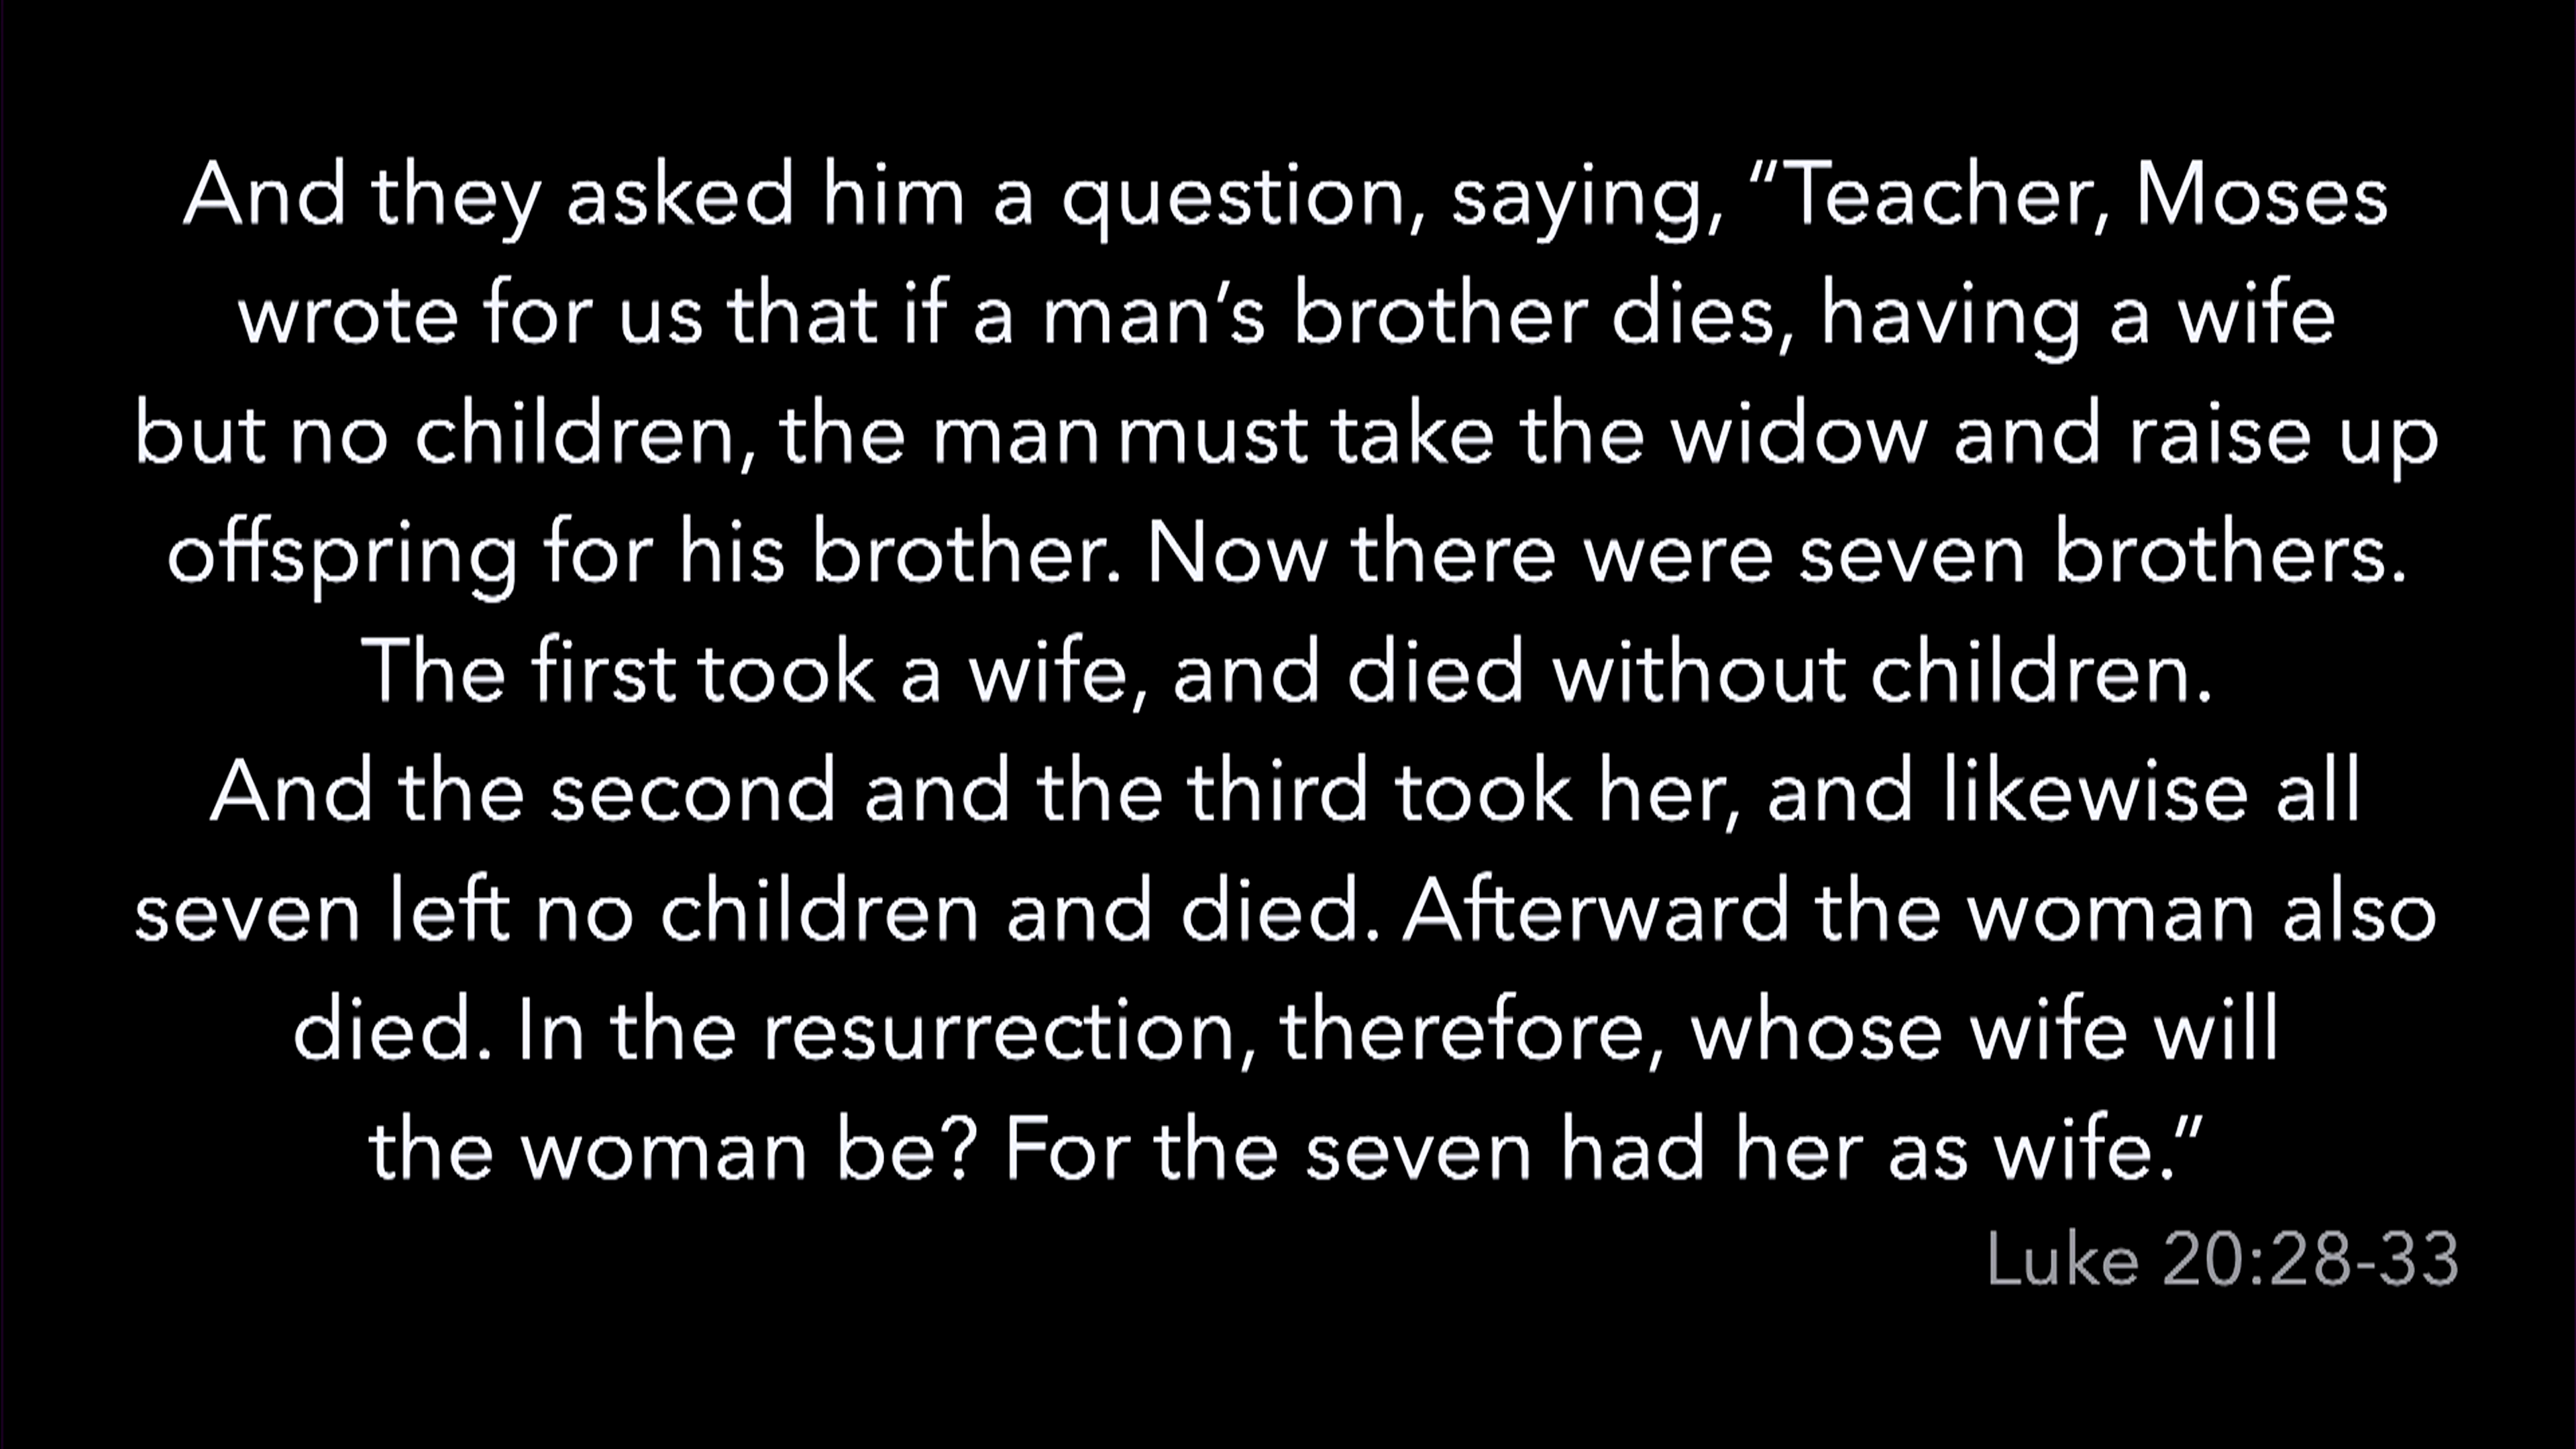 And they asked him a question, saying, “Teacher, Moses
wrote for us that if a man’s brother dies, having a wife
but no children, the man must take the widow and raise up
offspring for his brother. Now there were seven brothers.
The first took a wife, and died without children.
And the second and the third took her, and likewise all
seven left no children and died. Afterward the woman also
died. In the resurrection, therefore, whose wife will
the woman be? For the seven had her as wife.”
Luke 20:28-33